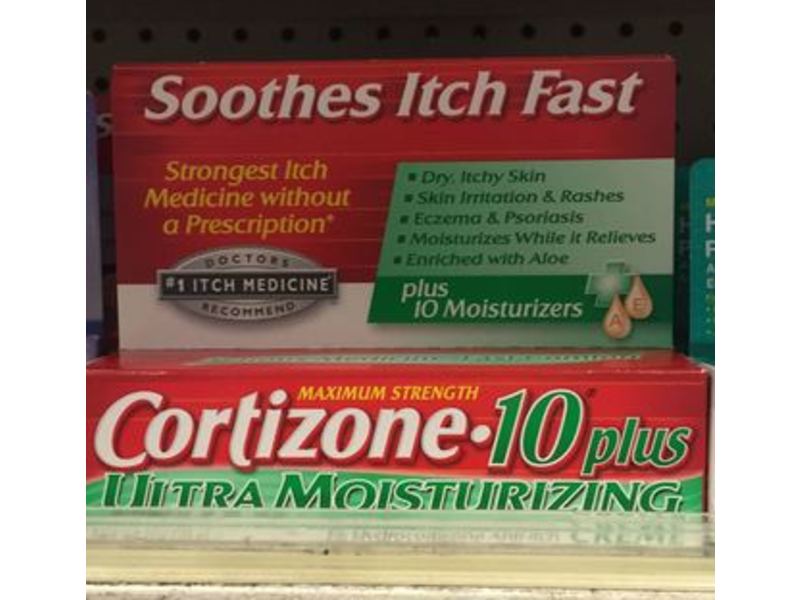 Soothes Itch Fast
Strongest Itch
Medicine without
a Prescription*
DOCTORS
#1 ITCH MEDICINE
RECOMMEND
Dry, Itchy Skin
Skin Irritation & Rashes
Eczema & Psoriasis
Moisturizes While it Relieves
Enriched with Aloe
plus
10 Moisturizers
A E
MAXIMUM STRENGTH
Cortizone•10 plus
ULTRA MOISTURIZING
CREME